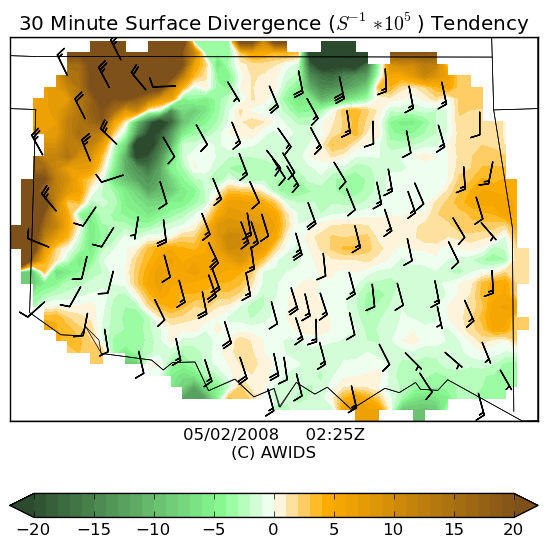 30 Minute Surface Divergence (S⁻¹ *10⁵ ) Tendency
05/02/2008 02:25Z
(C) AWIDS
−20 −15 −10 −5 0 5 10 15 20